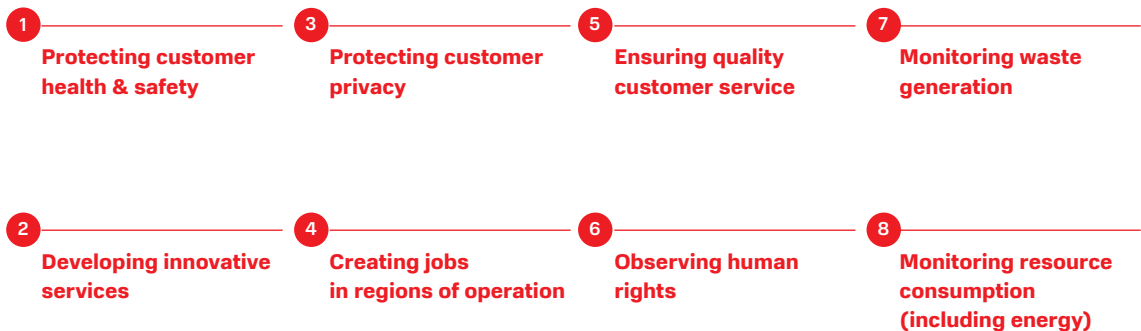 1
Protecting customer
health & safety
2
Developing innovative
services
3
Protecting customer
privacy
4
Creating jobs
in regions of operation
5
Ensuring quality
customer service
6
Observing human
rights
7
Monitoring waste
generation
8
Monitoring resource
consumption
(including energy)